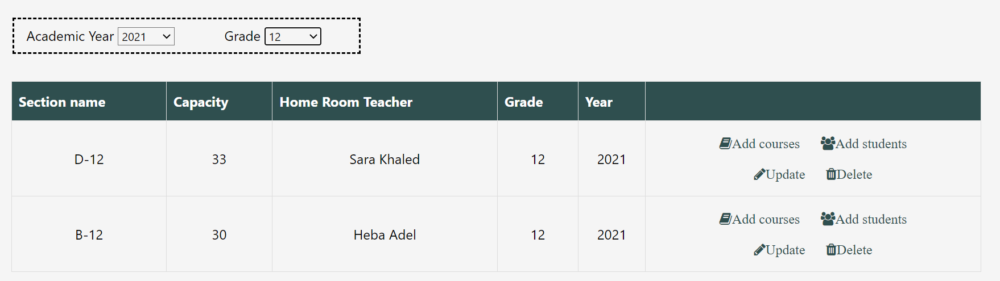 Academic Year 2021 Grade 12
Section name Capacity Home Room Teacher Grade Year
D-12 33 Sara Khaled 12 2021 Add courses Add students
Update Delete
B-12 30 Heba Adel 12 2021 Add courses Add students
Update Delete